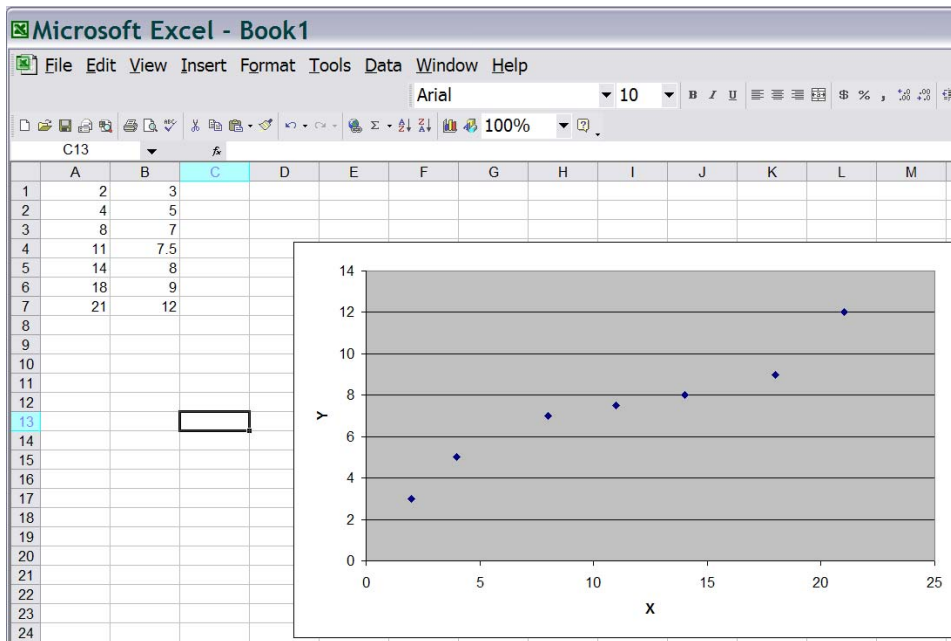 Microsoft Excel - Book1
File Edit View Insert Format Tools Data Window Help
Arial 10 B I U $ % , .00 .00
Σ 100%
C13 fx
A B C D E F G H I J K L M
1 2 3
2 4 5
3 8 7
4 11 7.5
5 14 8
6 18 9
7 21 12
8
9
10
11
12
13
14
15
16
17
18
19
20
21
22
23
24
14
12
10
8
6
4
2
0
Y
0 5 10 15 20 25
X